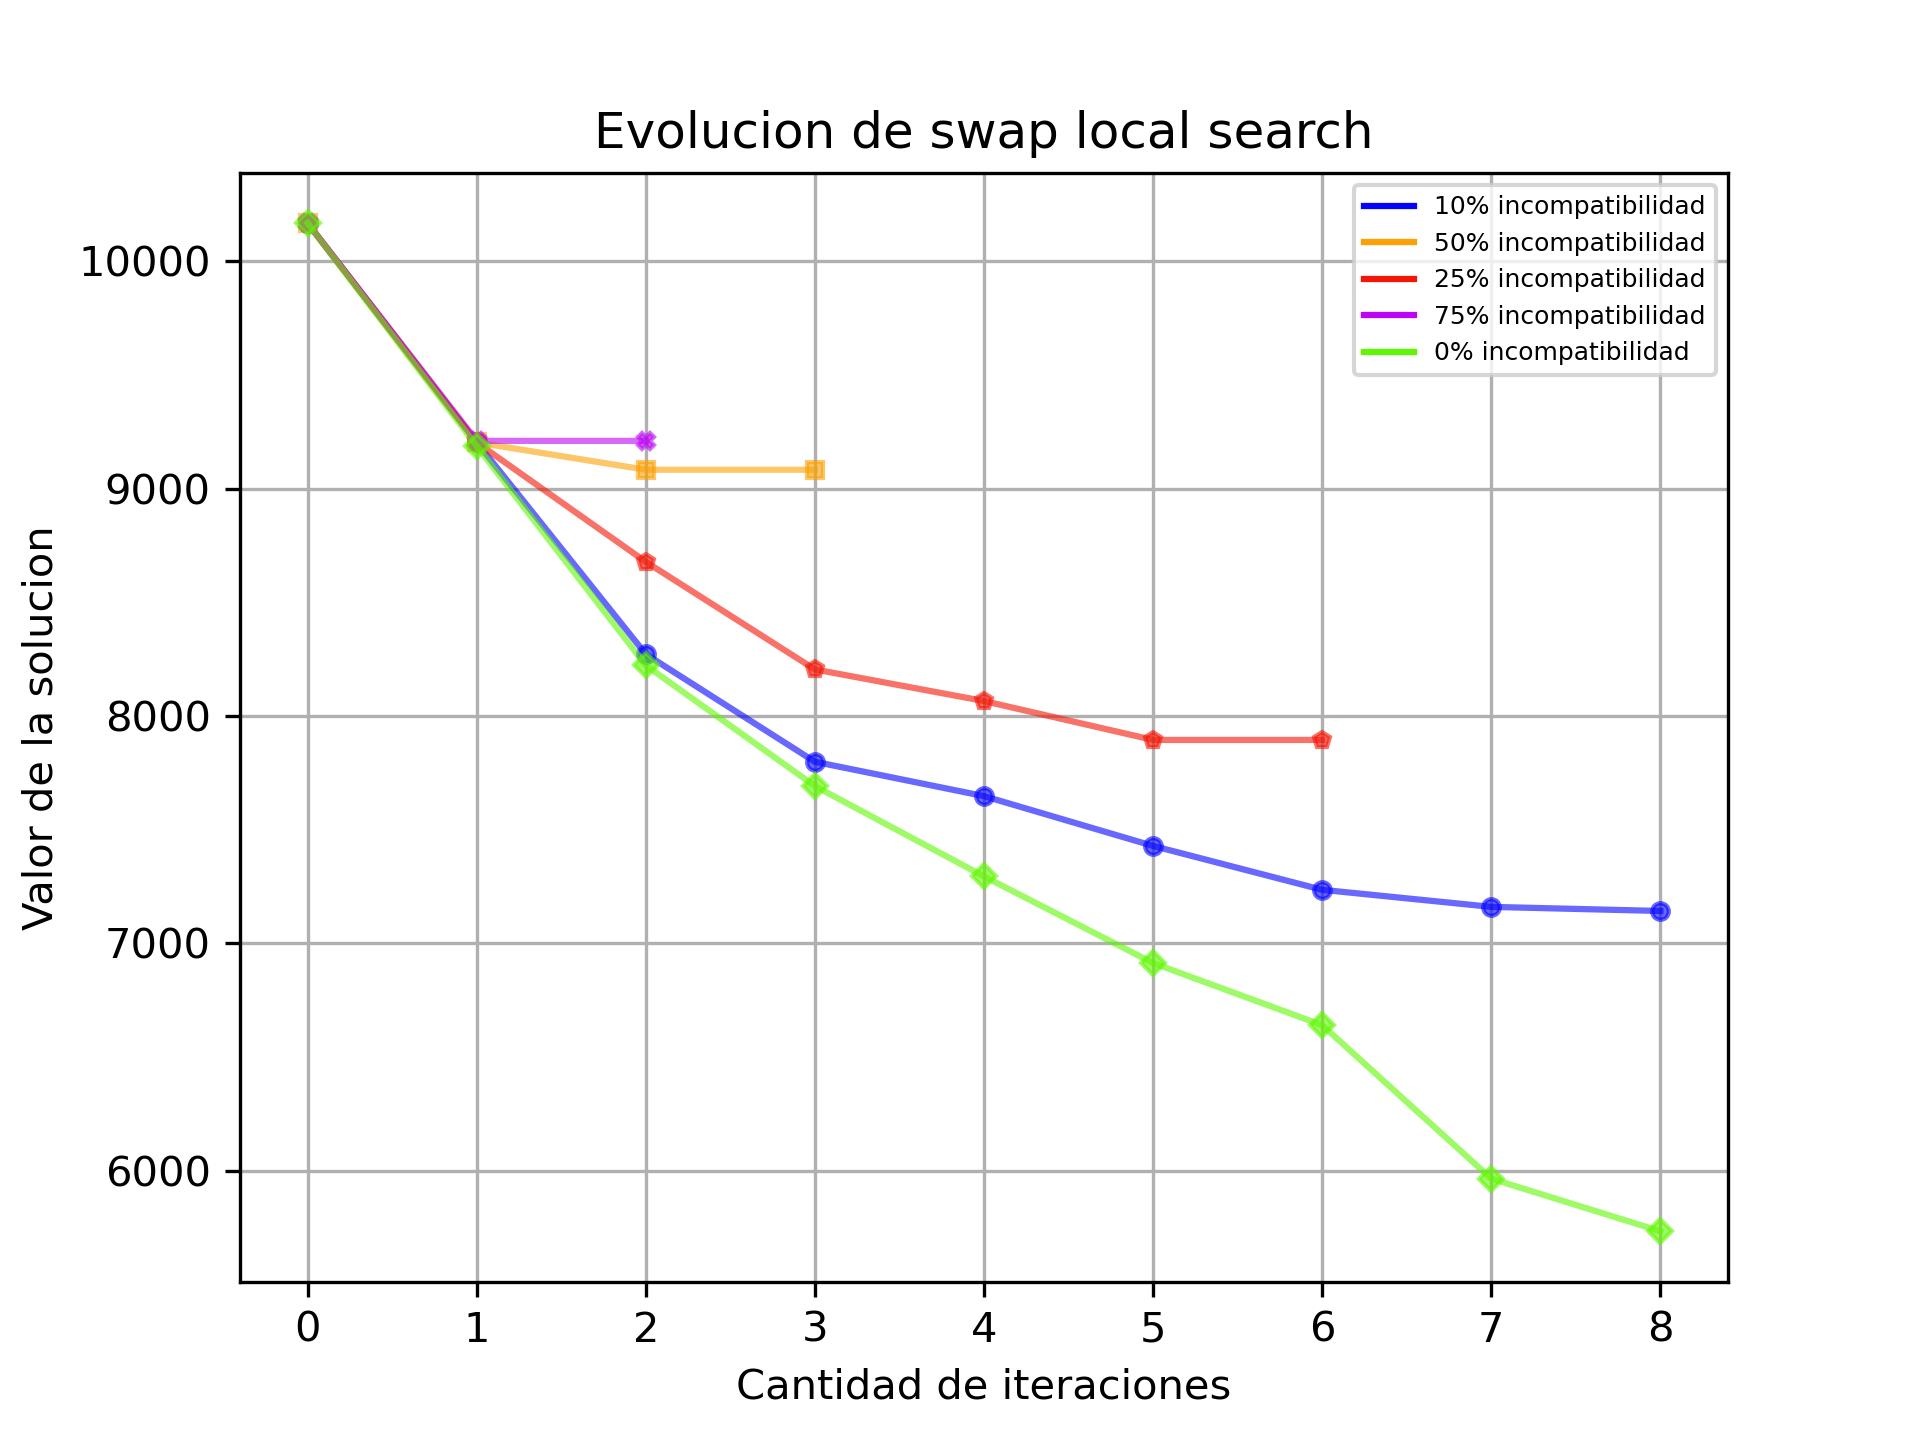 Evolucion de swap local search
10% incompatibilidad
50% incompatibilidad
25% incompatibilidad
75% incompatibilidad
0% incompatibilidad
Valor de la solucion
10000
9000
8000
7000
6000
0 1 2 3 4 5 6 7 8
Cantidad de iteraciones